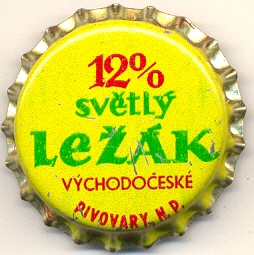 12%
světlý
LeŽÁK
VÝCHODOČESKÉ
PIVOVARY, N.P.